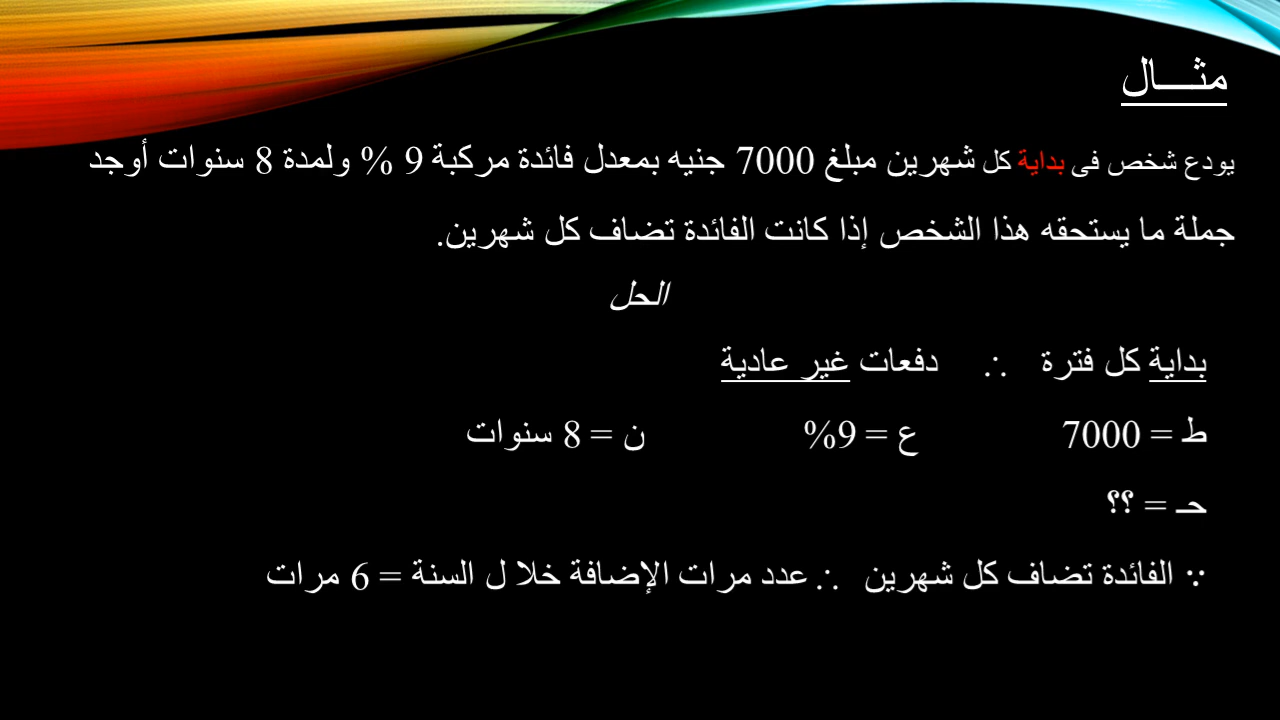 مثـــال
يودع شخص فى بداية كل شهرين مبلغ 7000 جنيه بمعدل فائدة مركبة 9 % ولمدة 8 سنوات أوجد
جملة ما يستحقه هذا الشخص إذا كانت الفائدة تضاف كل شهرين.
الحل
بداية كل فترة ∴ دفعات غير عادية
ط = 7000 ع = 9% ن = 8 سنوات
حـ = ؟؟
∵ الفائدة تضاف كل شهرين ∴ عدد مرات الإضافة خلا ل السنة = 6 مرات